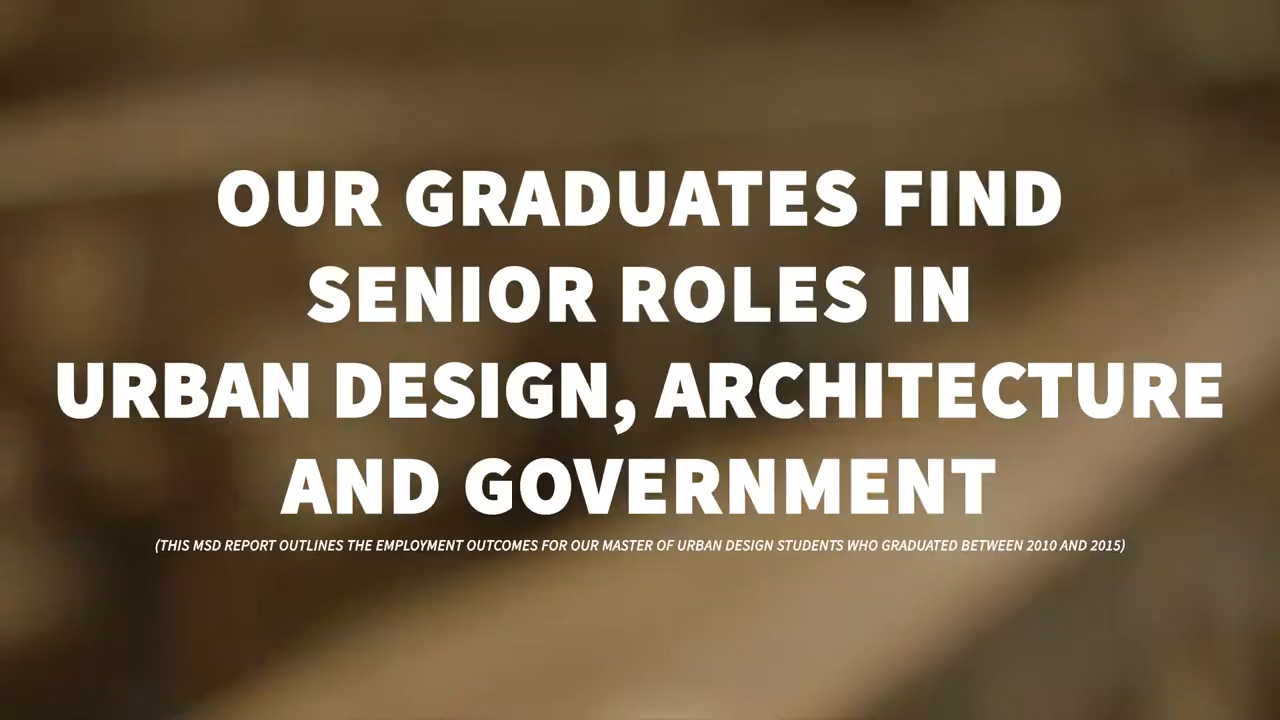 OUR GRADUATES FIND
SENIOR ROLES IN
URBAN DESIGN, ARCHITECTURE
AND GOVERNMENT
(THIS MSD REPORT OUTLINES THE EMPLOYMENT OUTCOMES FOR OUR MASTER OF URBAN DESIGN STUDENTS WHO GRADUATED BETWEEN 2010 AND 2015)